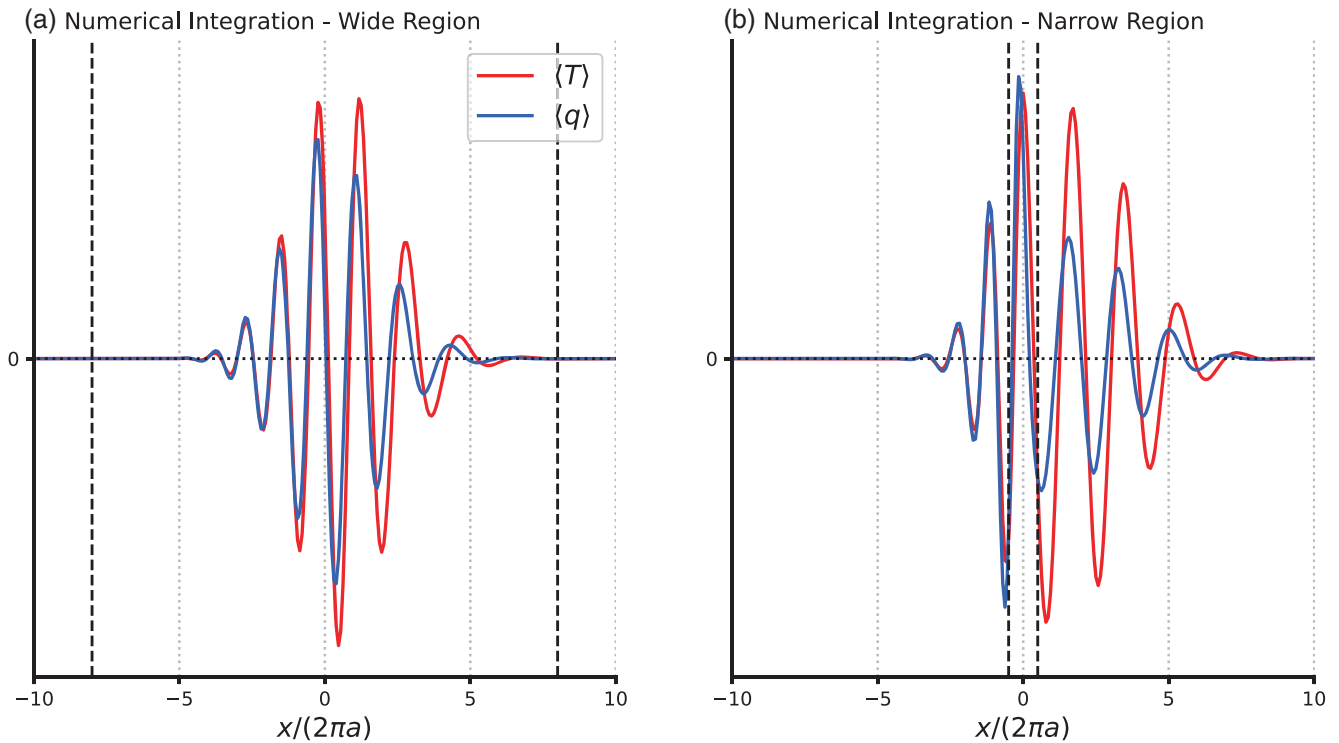 (a) Numerical Integration - Wide Region
⟨T⟩
⟨q⟩
0
−10 −5 0 5 10
x/(2πa)
(b) Numerical Integration - Narrow Region
0
−10 −5 0 5 10
x/(2πa)